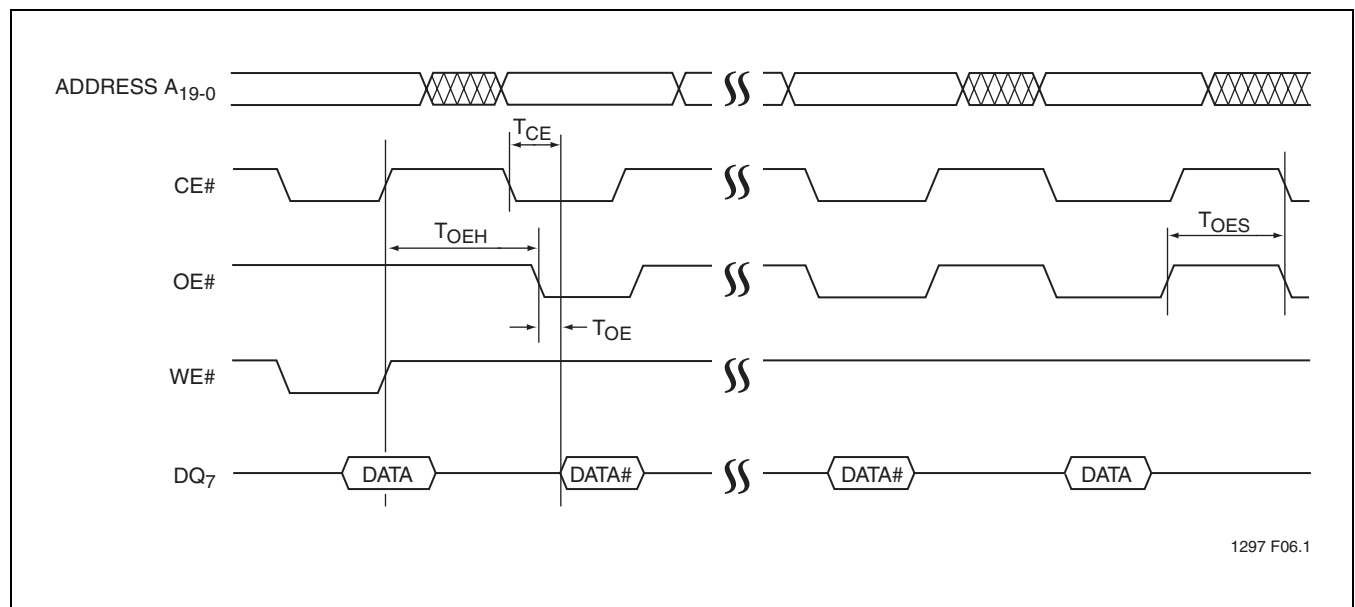 ADDRESS A19-0
TCE
CE#
TOEH
TOES
OE#
TOE
WE#
DQ7
DATA
DATA#
DATA#
DATA
1297 F06.1